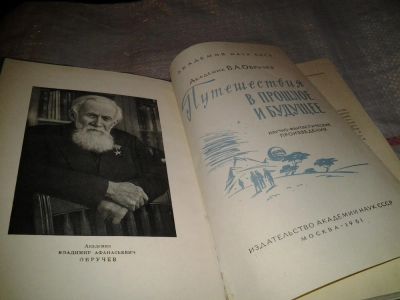 Академик
ВЛАДИМИР АФАНАСЬЕВИЧ
ОБРУЧЕВ
АКАДЕМИЯ НАУК СССР
Академик В.А.ОБРУЧЕВ
Путешествия
В ПРОШЛОЕ
И БУДУЩЕЕ
НАУЧНО-ФАНТАСТИЧЕСКИЕ
ПРОИЗВЕДЕНИЯ
ИЗДАТЕЛЬСТВО АКАДЕМИИ НАУК СССР
МОСКВА - 1961